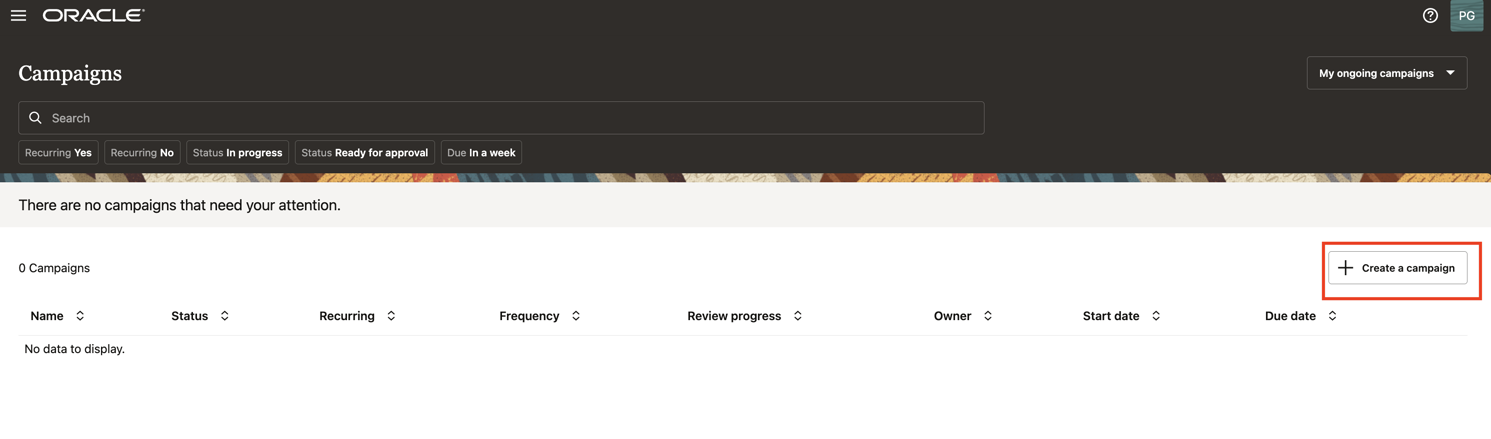 ORACLE
PG
Campaigns
My ongoing campaigns
Search
Recurring Yes
Recurring No
Status In progress
Status Ready for approval
Due In a week
There are no campaigns that need your attention.
0 Campaigns
Create a campaign
Name
Status
Recurring
Frequency
Review progress
Owner
Start date
Due date
No data to display.